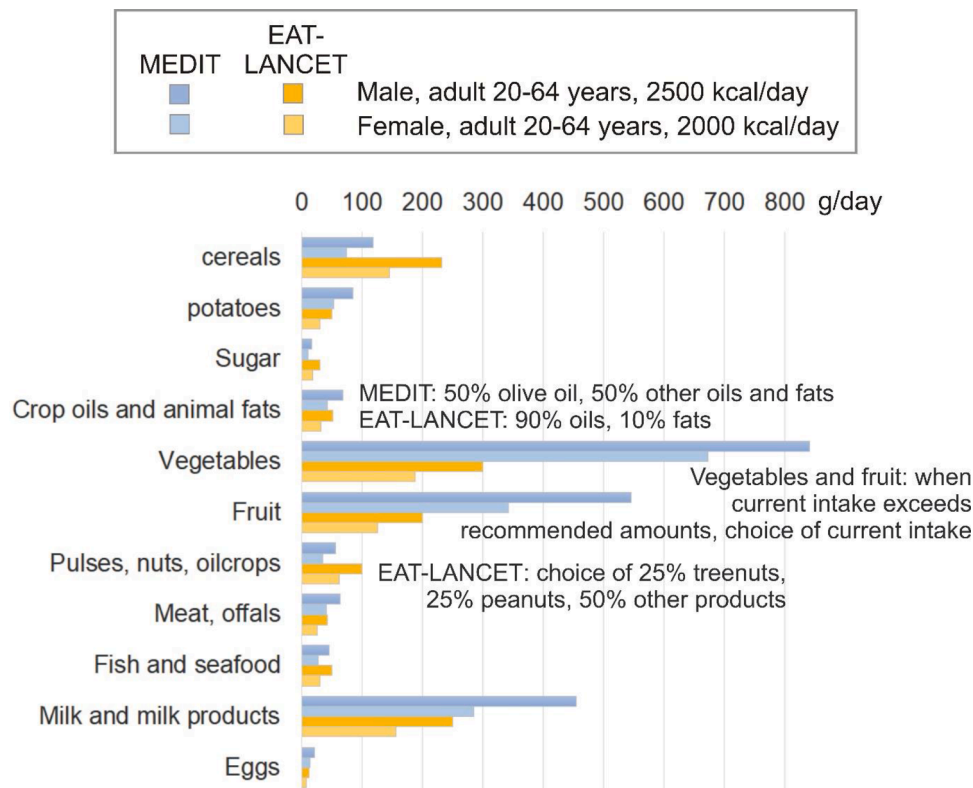 EAT-
MEDIT LANCET
Male, adult 20-64 years, 2500 kcal/day
Female, adult 20-64 years, 2000 kcal/day
0 100 200 300 400 500 600 700 800 g/day
cereals
potatoes
Sugar
Crop oils and animal fats
MEDIT: 50% olive oil, 50% other oils and fats
EAT-LANCET: 90% oils, 10% fats
Vegetables
Vegetables and fruit: when
current intake exceeds
recommended amounts, choice of current intake
Fruit
Pulses, nuts, oilcrops
EAT-LANCET: choice of 25% treenuts,
25% peanuts, 50% other products
Meat, offals
Fish and seafood
Milk and milk products
Eggs